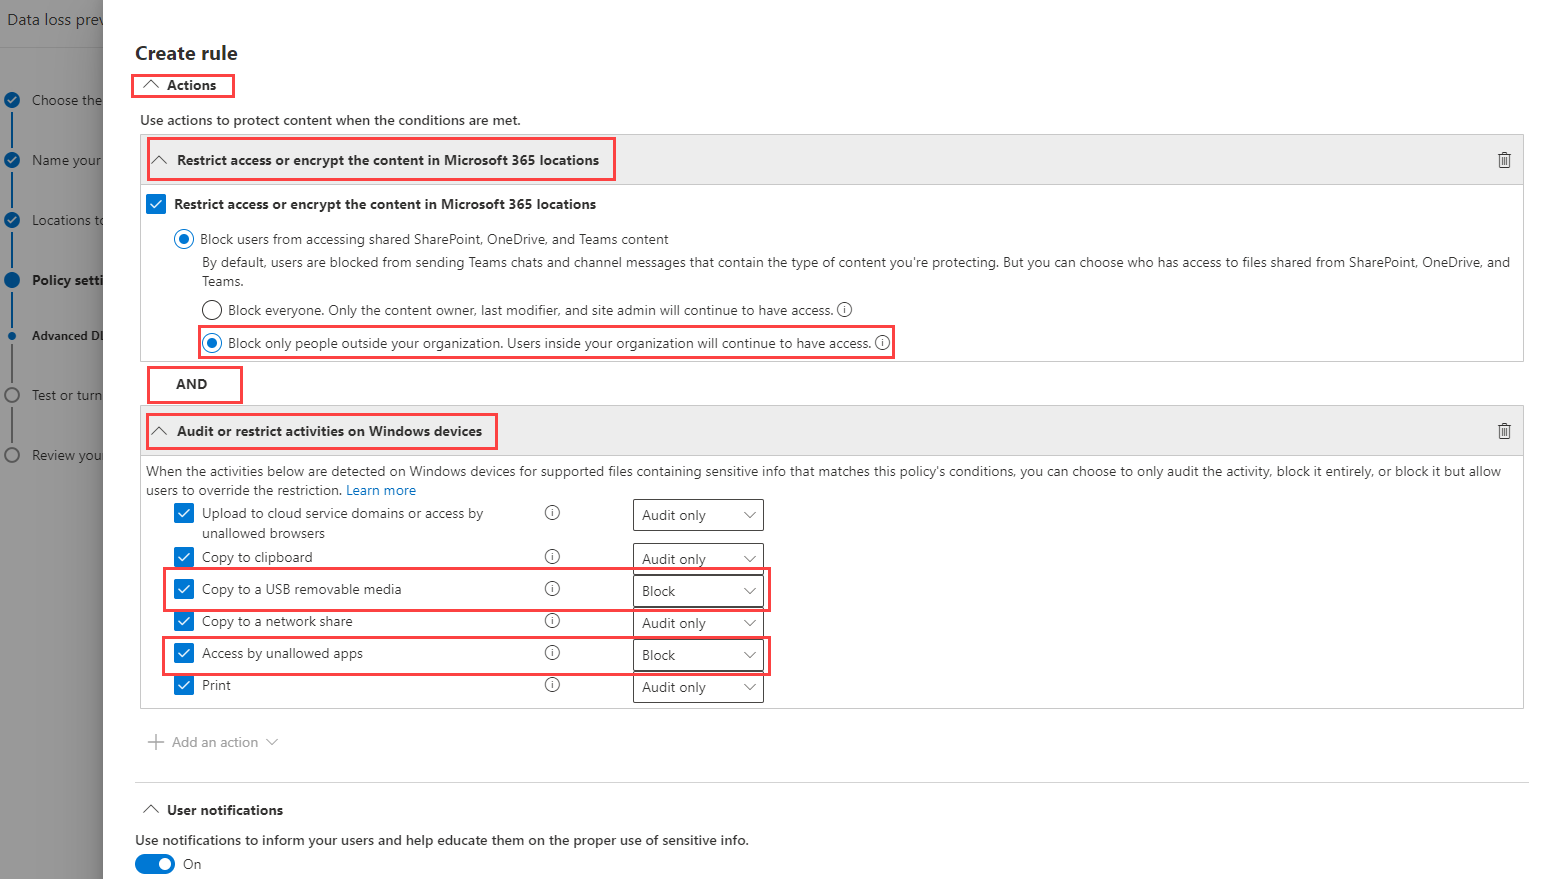 Data loss prev
Choose the
Name your
Locations to
Policy setti
Advanced DL
Test or turn
Review you
Create rule
Actions
Use actions to protect content when the conditions are met.
Restrict access or encrypt the content in Microsoft 365 locations
Restrict access or encrypt the content in Microsoft 365 locations
Block users from accessing shared SharePoint, OneDrive, and Teams content
By default, users are blocked from sending Teams chats and channel messages that contain the type of content you're protecting. But you can choose who has access to files shared from SharePoint, OneDrive, and
Teams.
Block everyone. Only the content owner, last modifier, and site admin will continue to have access.
Block only people outside your organization. Users inside your organization will continue to have access.
AND
Audit or restrict activities on Windows devices
When the activities below are detected on Windows devices for supported files containing sensitive info that matches this policy's conditions, you can choose to only audit the activity, block it entirely, or block it but allow
users to override the restriction. Learn more
Upload to cloud service domains or access by
unallowed browsers
Audit only
Copy to clipboard
Audit only
Copy to a USB removable media
Block
Copy to a network share
Audit only
Access by unallowed apps
Block
Print
Audit only
Add an action
User notifications
Use notifications to inform your users and help educate them on the proper use of sensitive info.
On